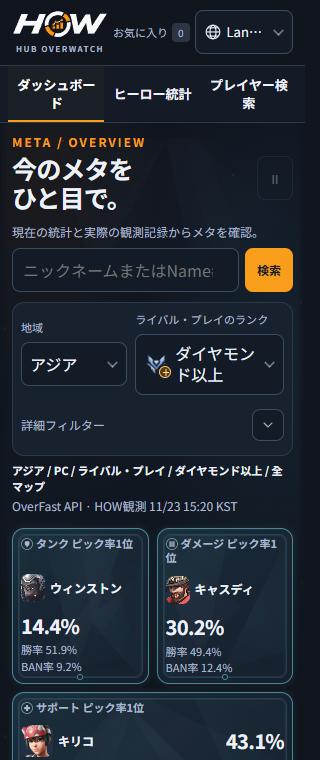 HOW
HUB OVERWATCH
お気に入り 0
Lan…
ダッシュボード
ヒーロー統計
プレイヤー検索
META / OVERVIEW
今のメタを
ひと目で。
現在の統計と実際の観測記録からメタを確認。
ニックネームまたはName
検索
地域
アジア
ライバル・プレイのランク
ダイヤモンド以上
詳細フィルター
アジア / PC / ライバル・プレイ / ダイヤモンド以上 / 全
マップ
OverFast API · HOW観測 11/23 15:20 KST
タンク ピック率1位
ウィンストン
14.4%
勝率 51.9%
BAN率 9.2%
ダメージ ピック率1
位
キャスディ
30.2%
勝率 49.4%
BAN率 12.4%
サポート ピック率1位
キリコ
43.1%